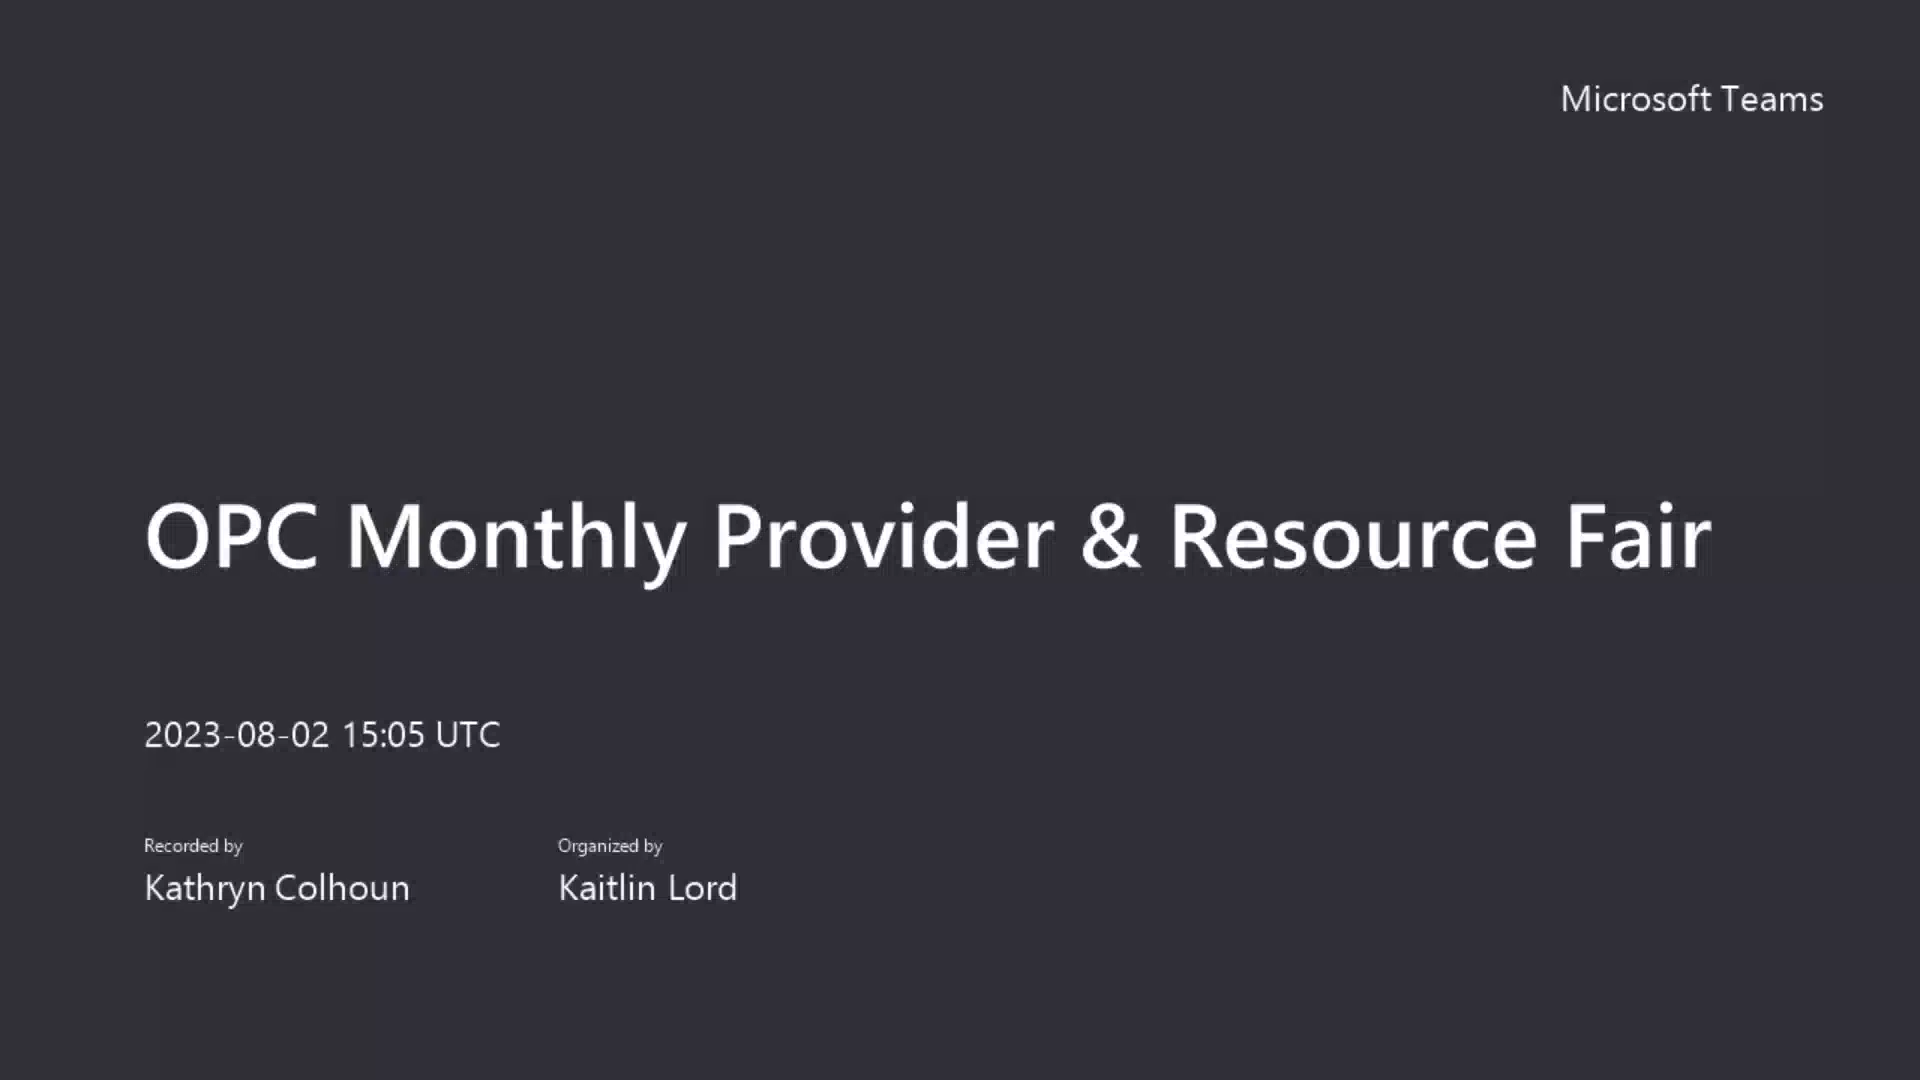 Microsoft Teams
OPC Monthly Provider & Resource Fair
2023-08-02 15:05 UTC
Recorded by
Kathryn Colhoun
Organized by
Kaitlin Lord